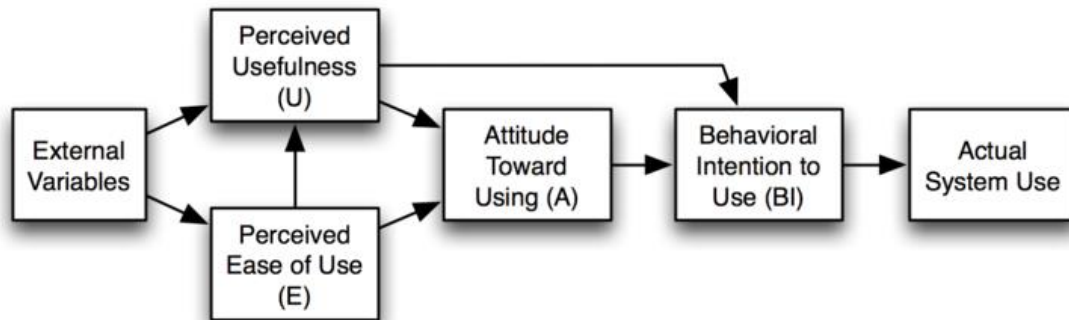 External
Variables
Perceived
Usefulness
(U)
Perceived
Ease of Use
(E)
Attitude
Toward
Using (A)
Behavioral
Intention to
Use (BI)
Actual
System Use